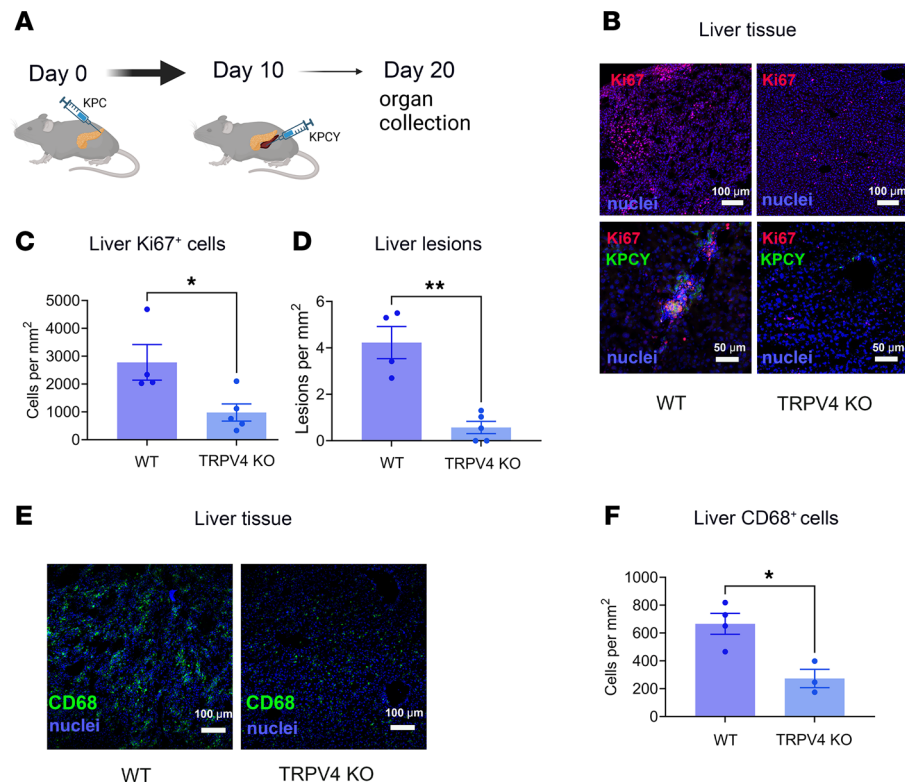 A
Day 0
Day 10
Day 20
organ
collection
KPC
KPCY
B
Liver tissue
Ki67
nuclei
100 µm
Ki67
nuclei
100 µm
Ki67
KPCY
nuclei
50 µm
Ki67
KPCY
nuclei
50 µm
WT
TRPV4 KO
C
Liver Ki67⁺ cells
Cells per mm²
5000
4000
3000
2000
1000
0
*
WT
TRPV4 KO
D
Liver lesions
Lesions per mm²
6
4
2
0
**
WT
TRPV4 KO
E
Liver tissue
CD68
nuclei
100 µm
CD68
nuclei
100 µm
WT
TRPV4 KO
F
Liver CD68⁺ cells
Cells per mm²
1000
800
600
400
200
0
*
WT
TRPV4 KO